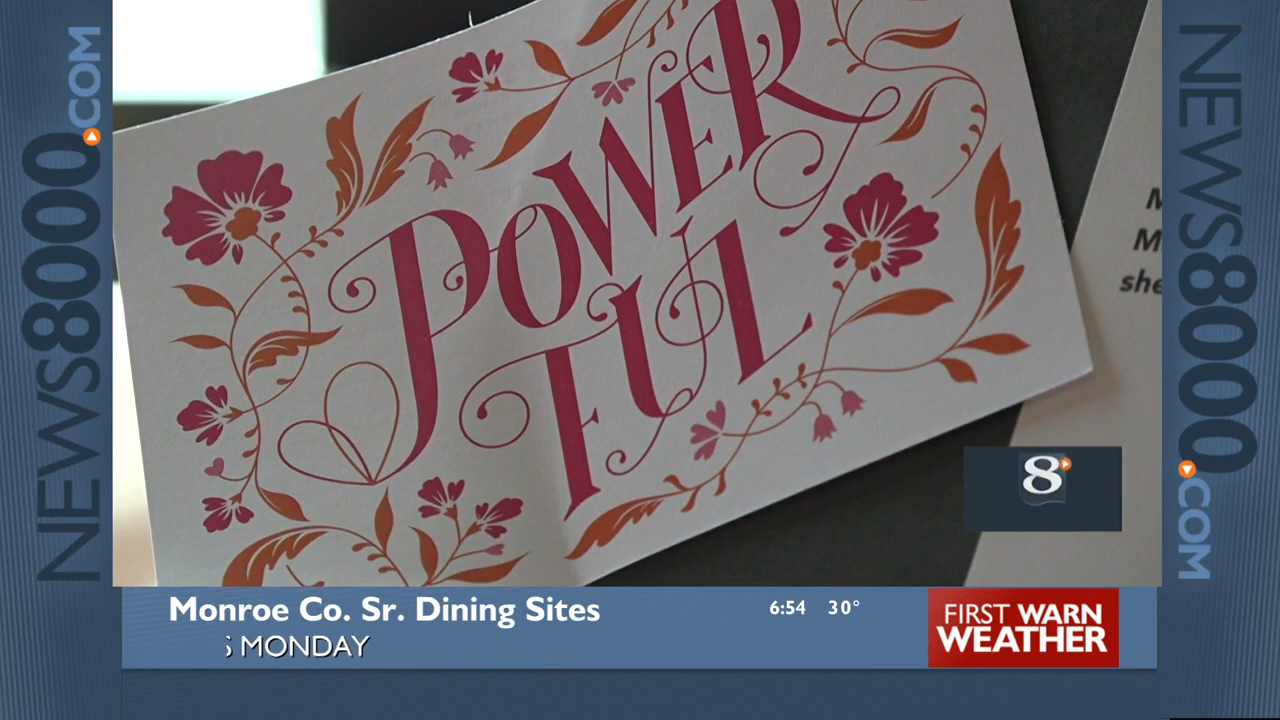 NEWS8000.COM
POWER
FUL
M
M
she
8
Monroe Co. Sr. Dining Sites
6:54 30°
S MONDAY
FIRST WARN
WEATHER
NEWS8000.COM